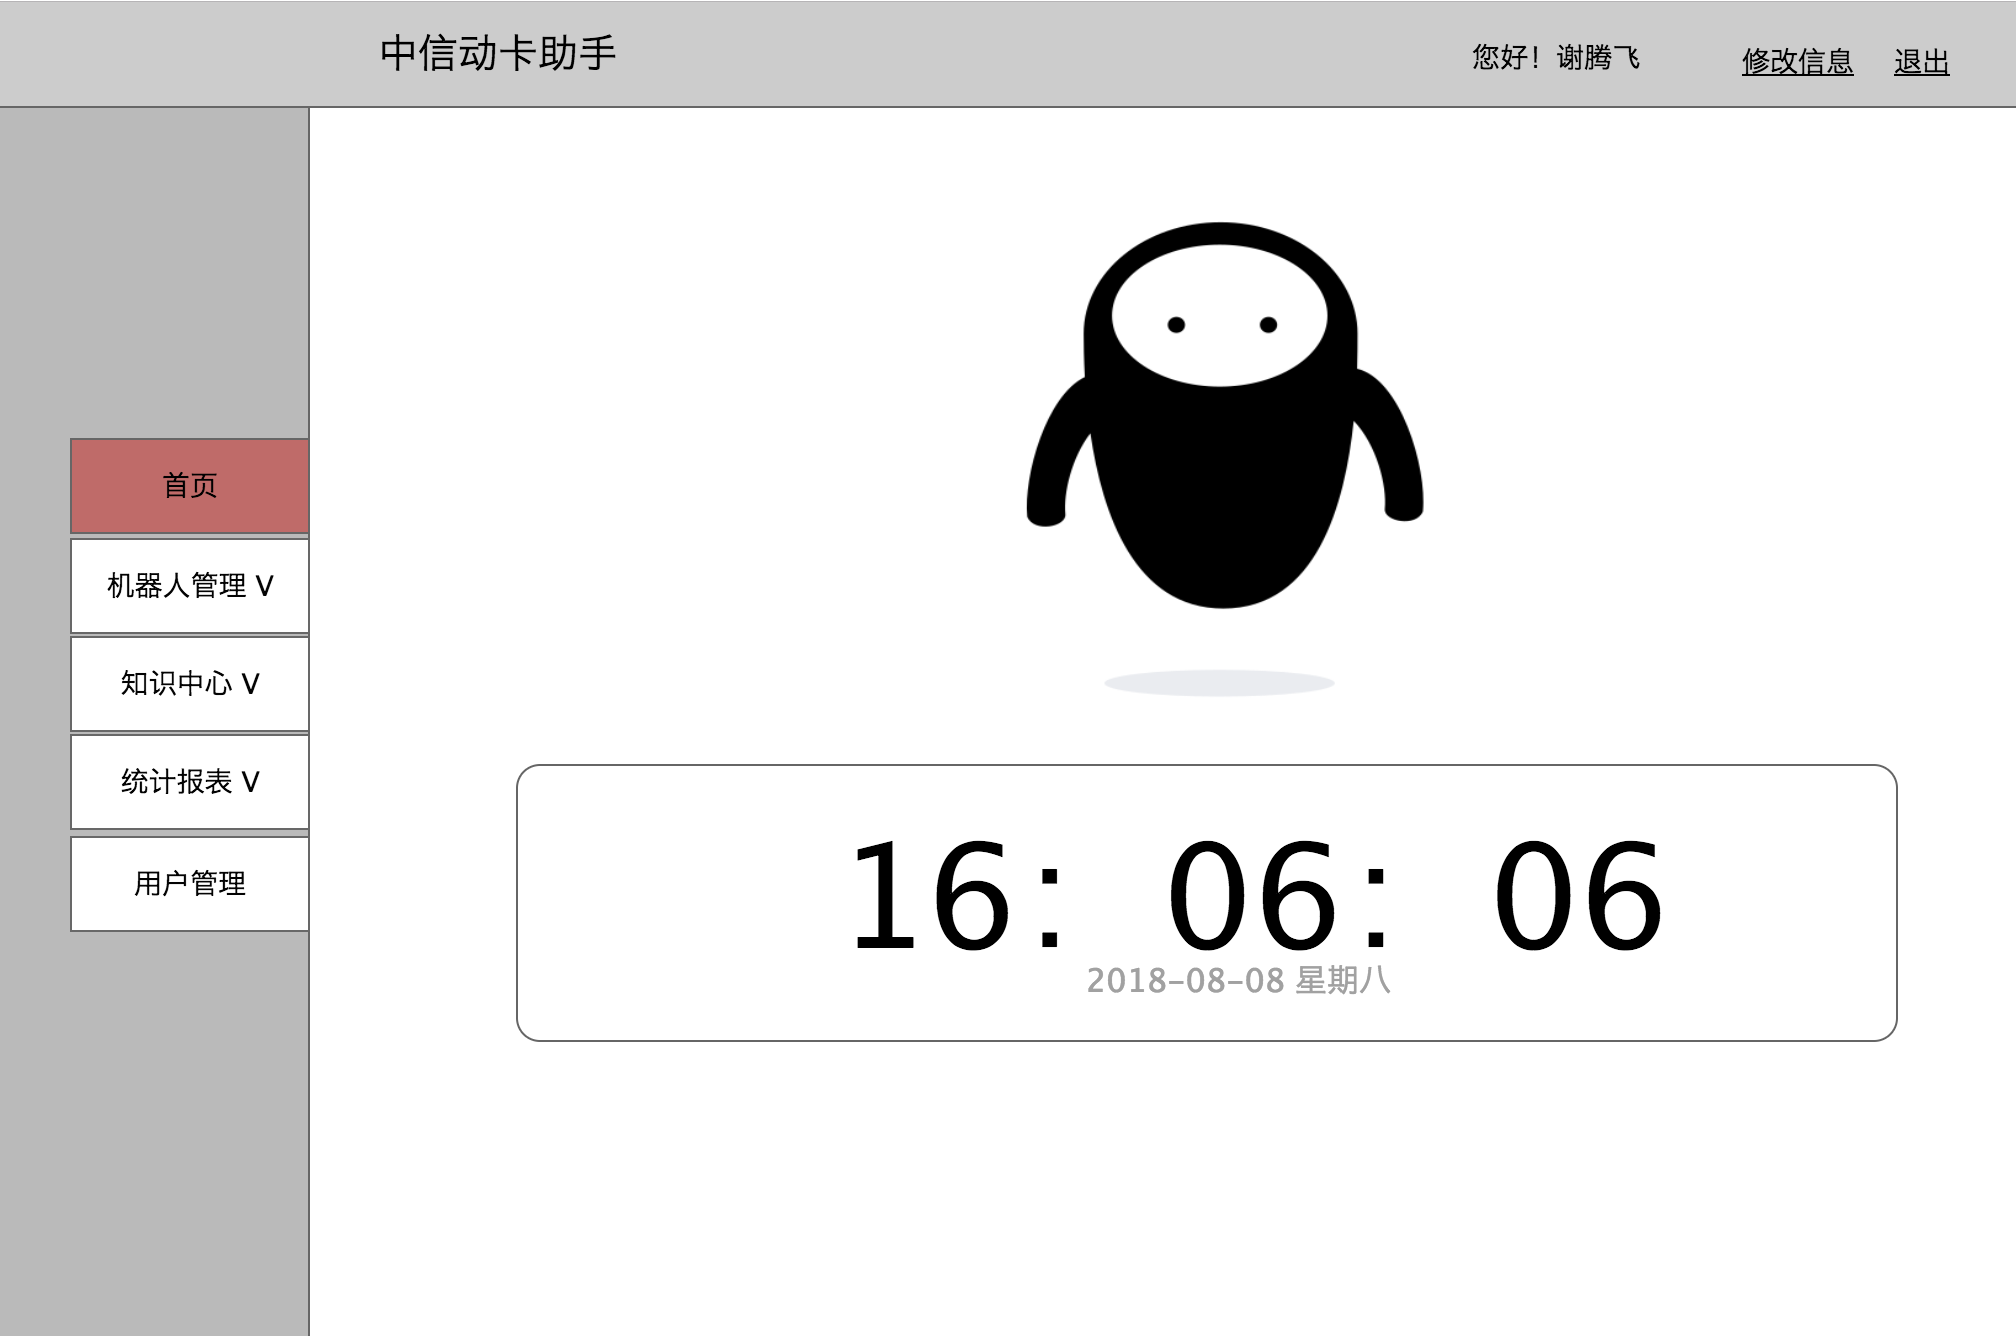 中信动卡助手
您好！谢腾飞
修改信息
退出
首页
机器人管理 V
知识中心 V
统计报表 V
用户管理
16： 06： 06
2018-08-08 星期八